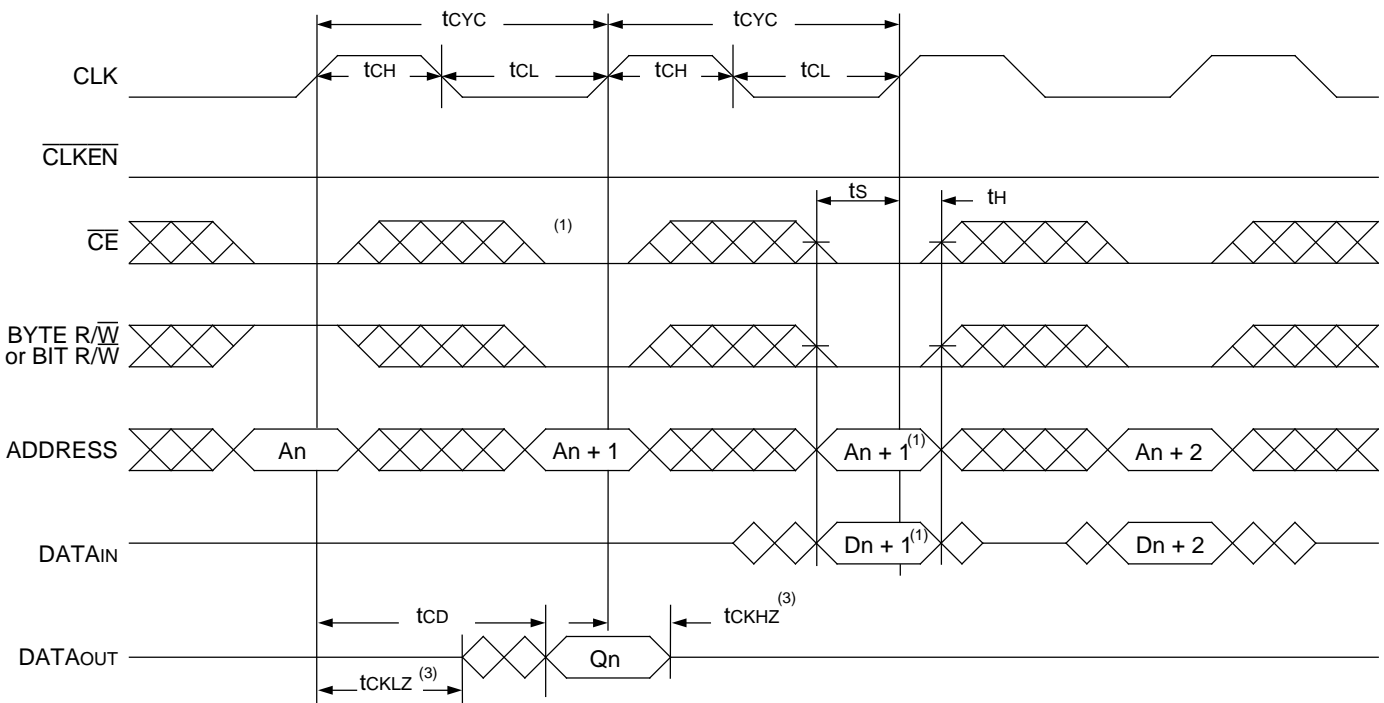 tCYC tCYC
CLK tCH tCL tCH tCL
CLKEN
tS tH
CE (1)
BYTE R/W
or BIT R/W
ADDRESS An An + 1 An + 1(1) An + 2
DATAIN Dn + 1(1) Dn + 2
tCD tCKHZ(3)
DATAOUT Qn
tCKLZ (3)